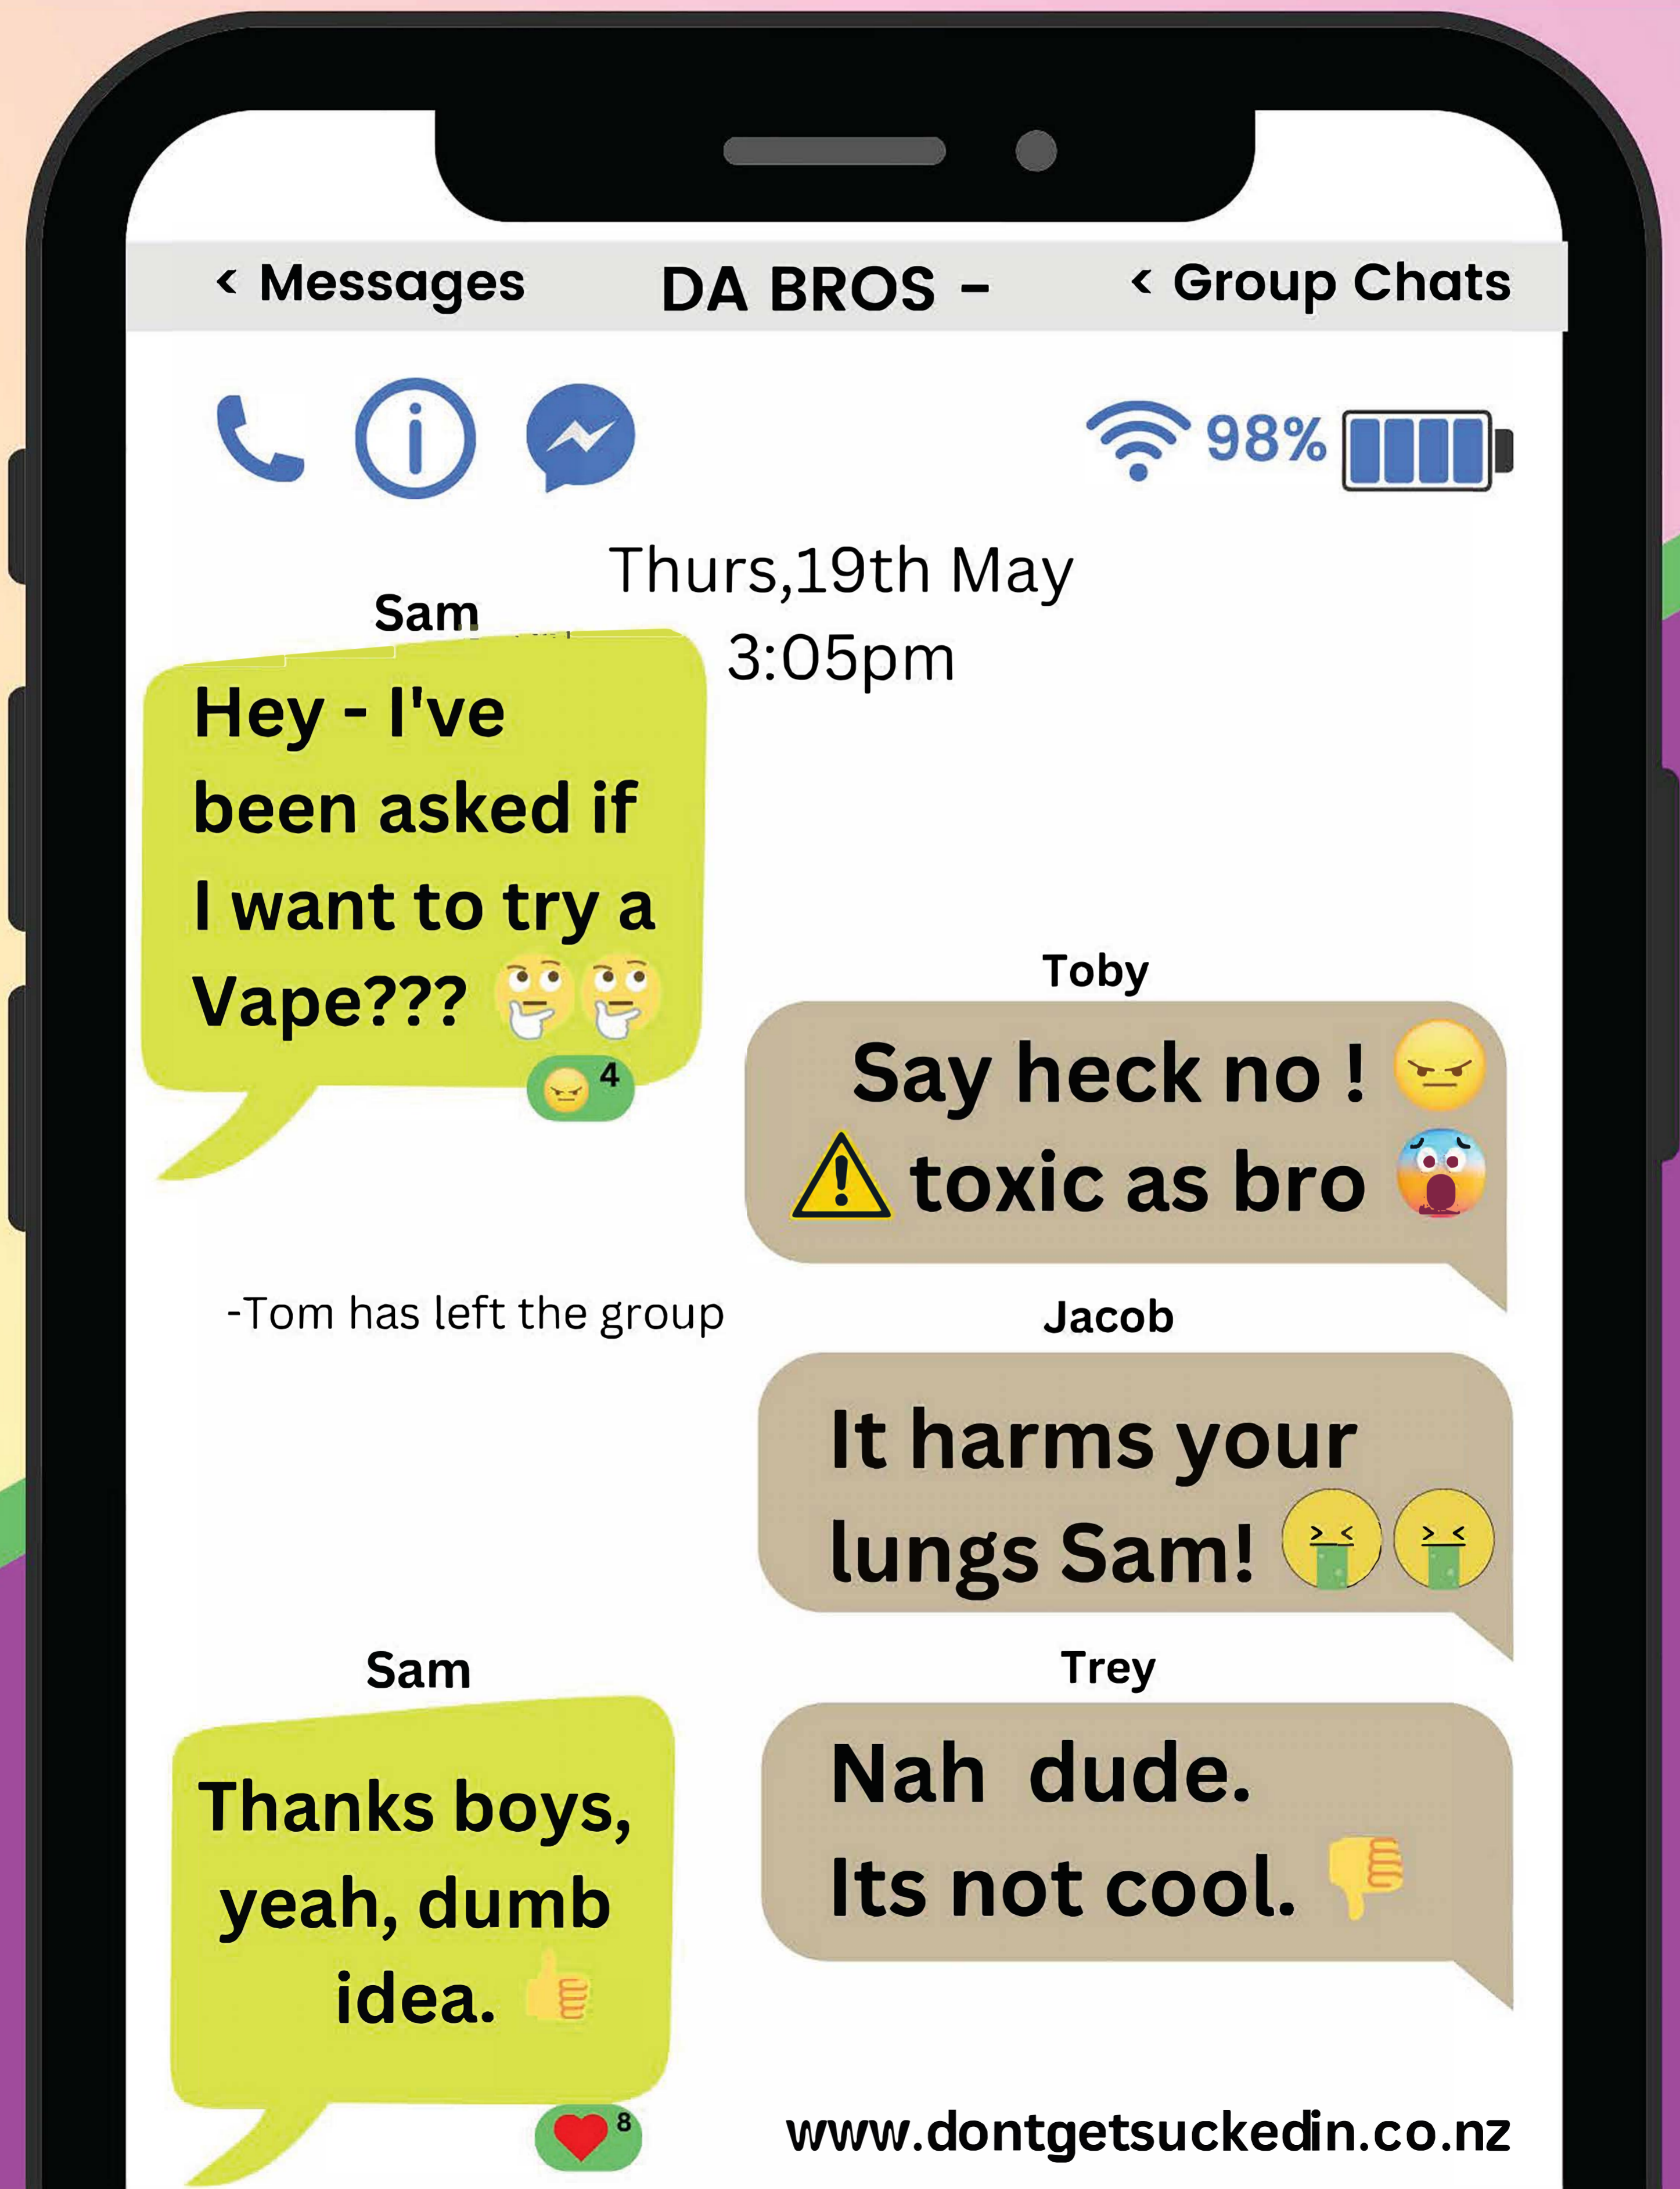 < Messages
DA BROS -
< Group Chats
98%
Thurs,19th May
3:05pm
Sam
Hey - I've
been asked if
I want to try a
Vape??? 🤔🤔
😠 4
Toby
Say heck no ! 😠
⚠ toxic as bro 😱
-Tom has left the group
Jacob
It harms your
lungs Sam! 🤮🤮
Trey
Nah dude.
Its not cool. 👎
Sam
Thanks boys,
yeah, dumb
idea. 👍
❤ 8
www.dontgetsuckedin.co.nz